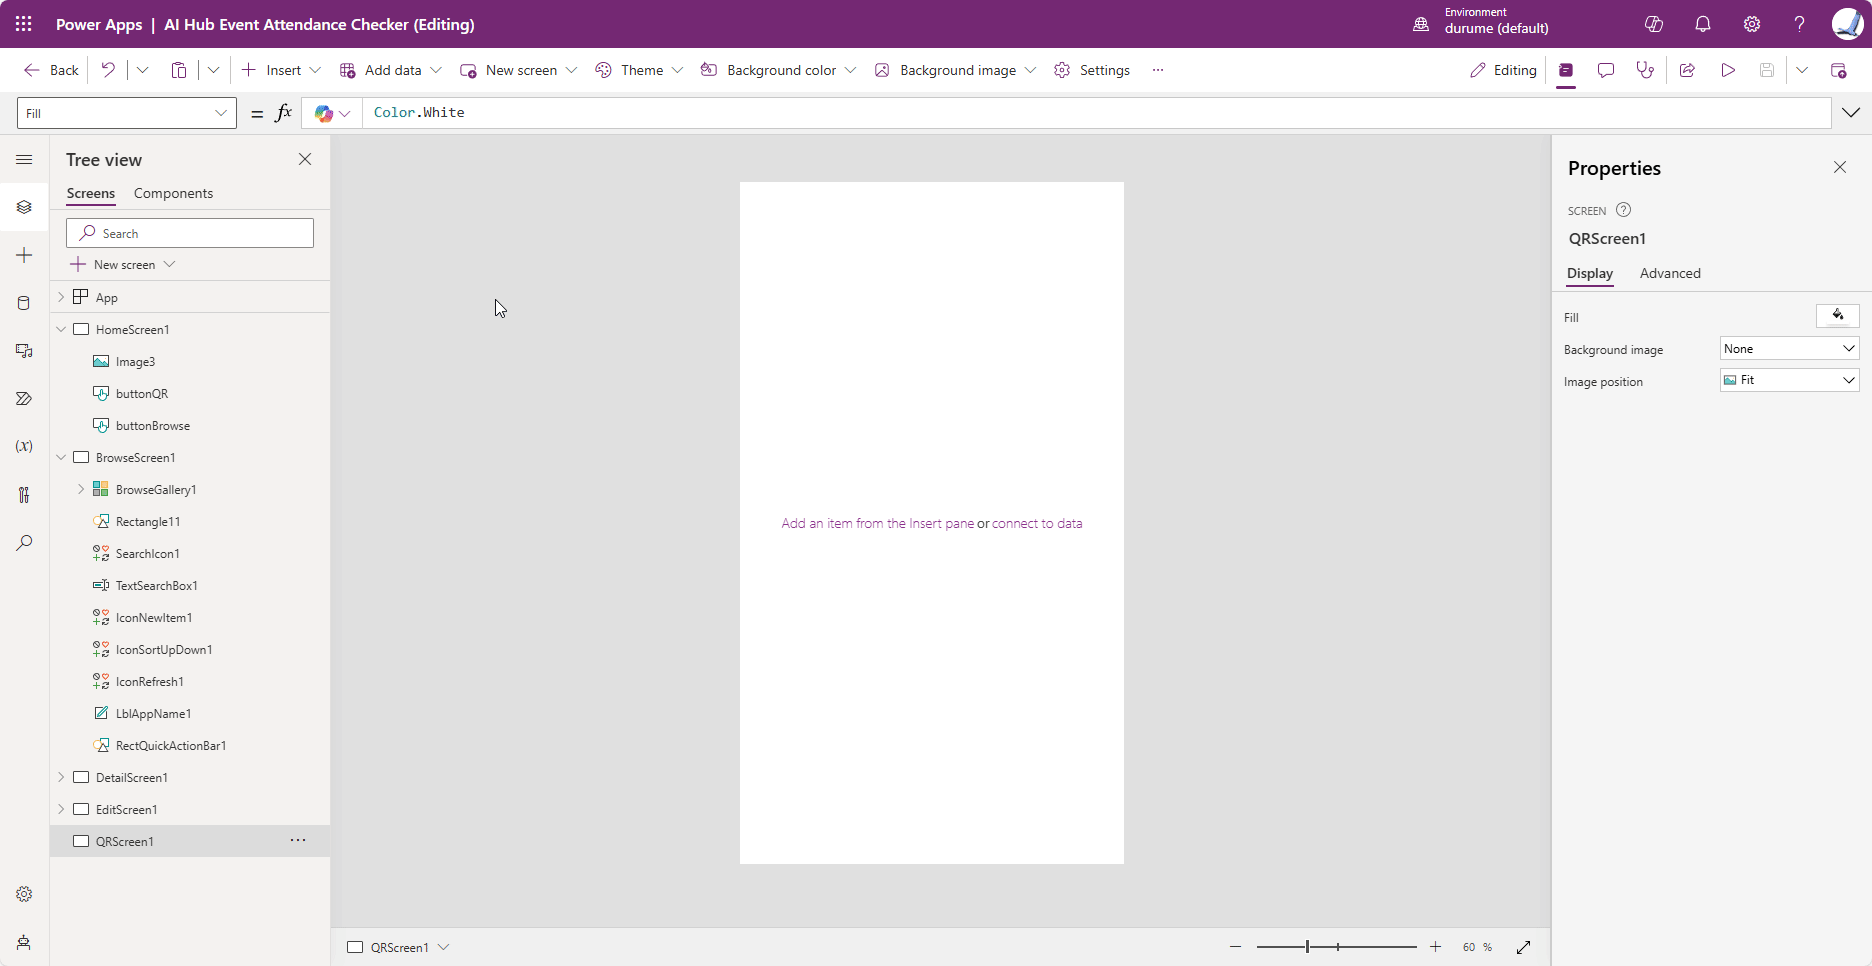 Power Apps | AI Hub Event Attendance Checker (Editing)
Environment
durume (default)
Back
Insert
Add data
New screen
Theme
Background color
Background image
Settings
Editing
Fill
= fx
Color.White
Tree view
Screens
Components
Search
New screen
App
HomeScreen1
Image3
buttonQR
buttonBrowse
BrowseScreen1
BrowseGallery1
Rectangle11
SearchIcon1
TextSearchBox1
IconNewItem1
IconSortUpDown1
IconRefresh1
LblAppName1
RectQuickActionBar1
DetailScreen1
EditScreen1
QRScreen1
Add an item from the Insert pane or connect to data
QRScreen1
60 %
Properties
SCREEN
QRScreen1
Display
Advanced
Fill
Background image
None
Image position
Fit